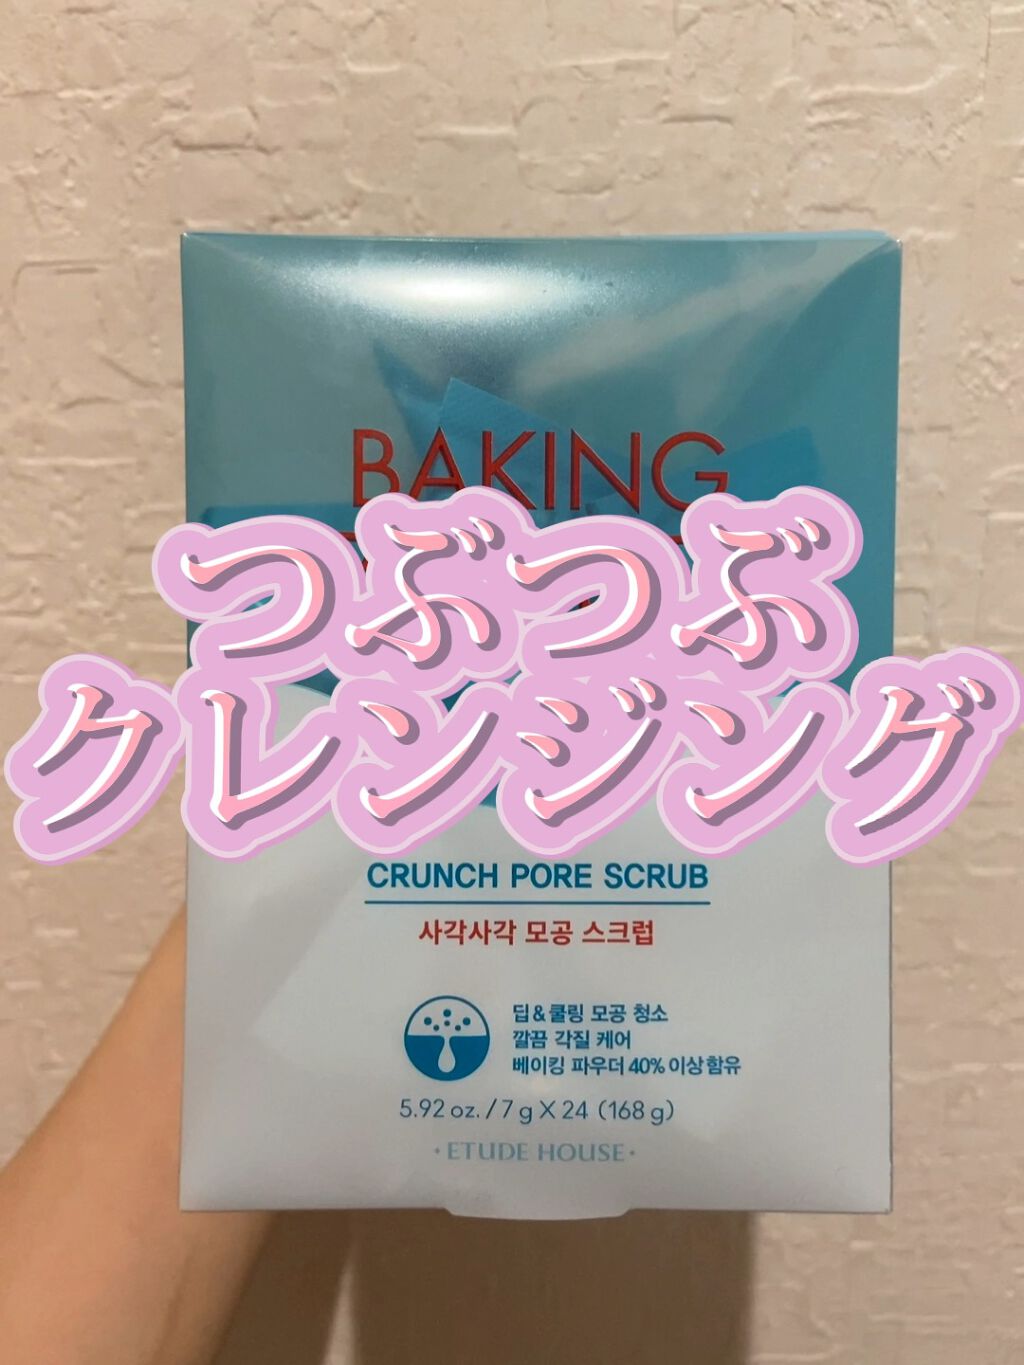 BAKING
つぶつぶ
クレンジング
CRUNCH PORE SCRUB
사각사각 모공 스크럽
딥&쿨링 모공 청소
깔끔 각질 케어
베이킹 파우더 40% 이상 함유
5.92 oz. / 7 g X 24 (168 g)
·ETUDE HOUSE·